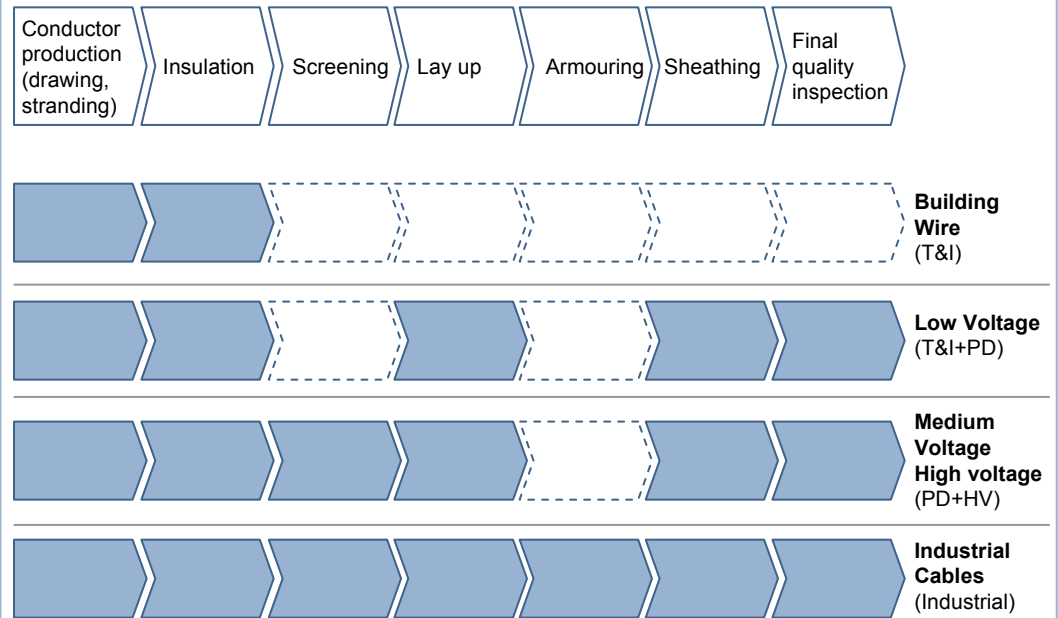 Conductor
production
(drawing,
stranding)
Insulation
Screening
Lay up
Armouring
Sheathing
Final
quality
inspection
Building
Wire
(T&I)
Low Voltage
(T&I+PD)
Medium
Voltage
High voltage
(PD+HV)
Industrial
Cables
(Industrial)